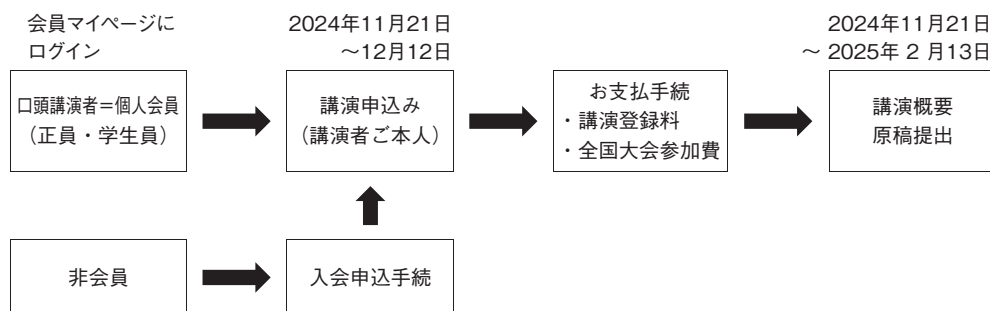 会員マイページに
ログイン
2024年11月21日
～12月12日
2024年11月21日
～ 2025年 2 月13日
口頭講演者＝個人会員
（正員・学生員）
講演申込み
（講演者ご本人）
お支払手続
・講演登録料
・全国大会参加費
講演概要
原稿提出
非会員
入会申込手続